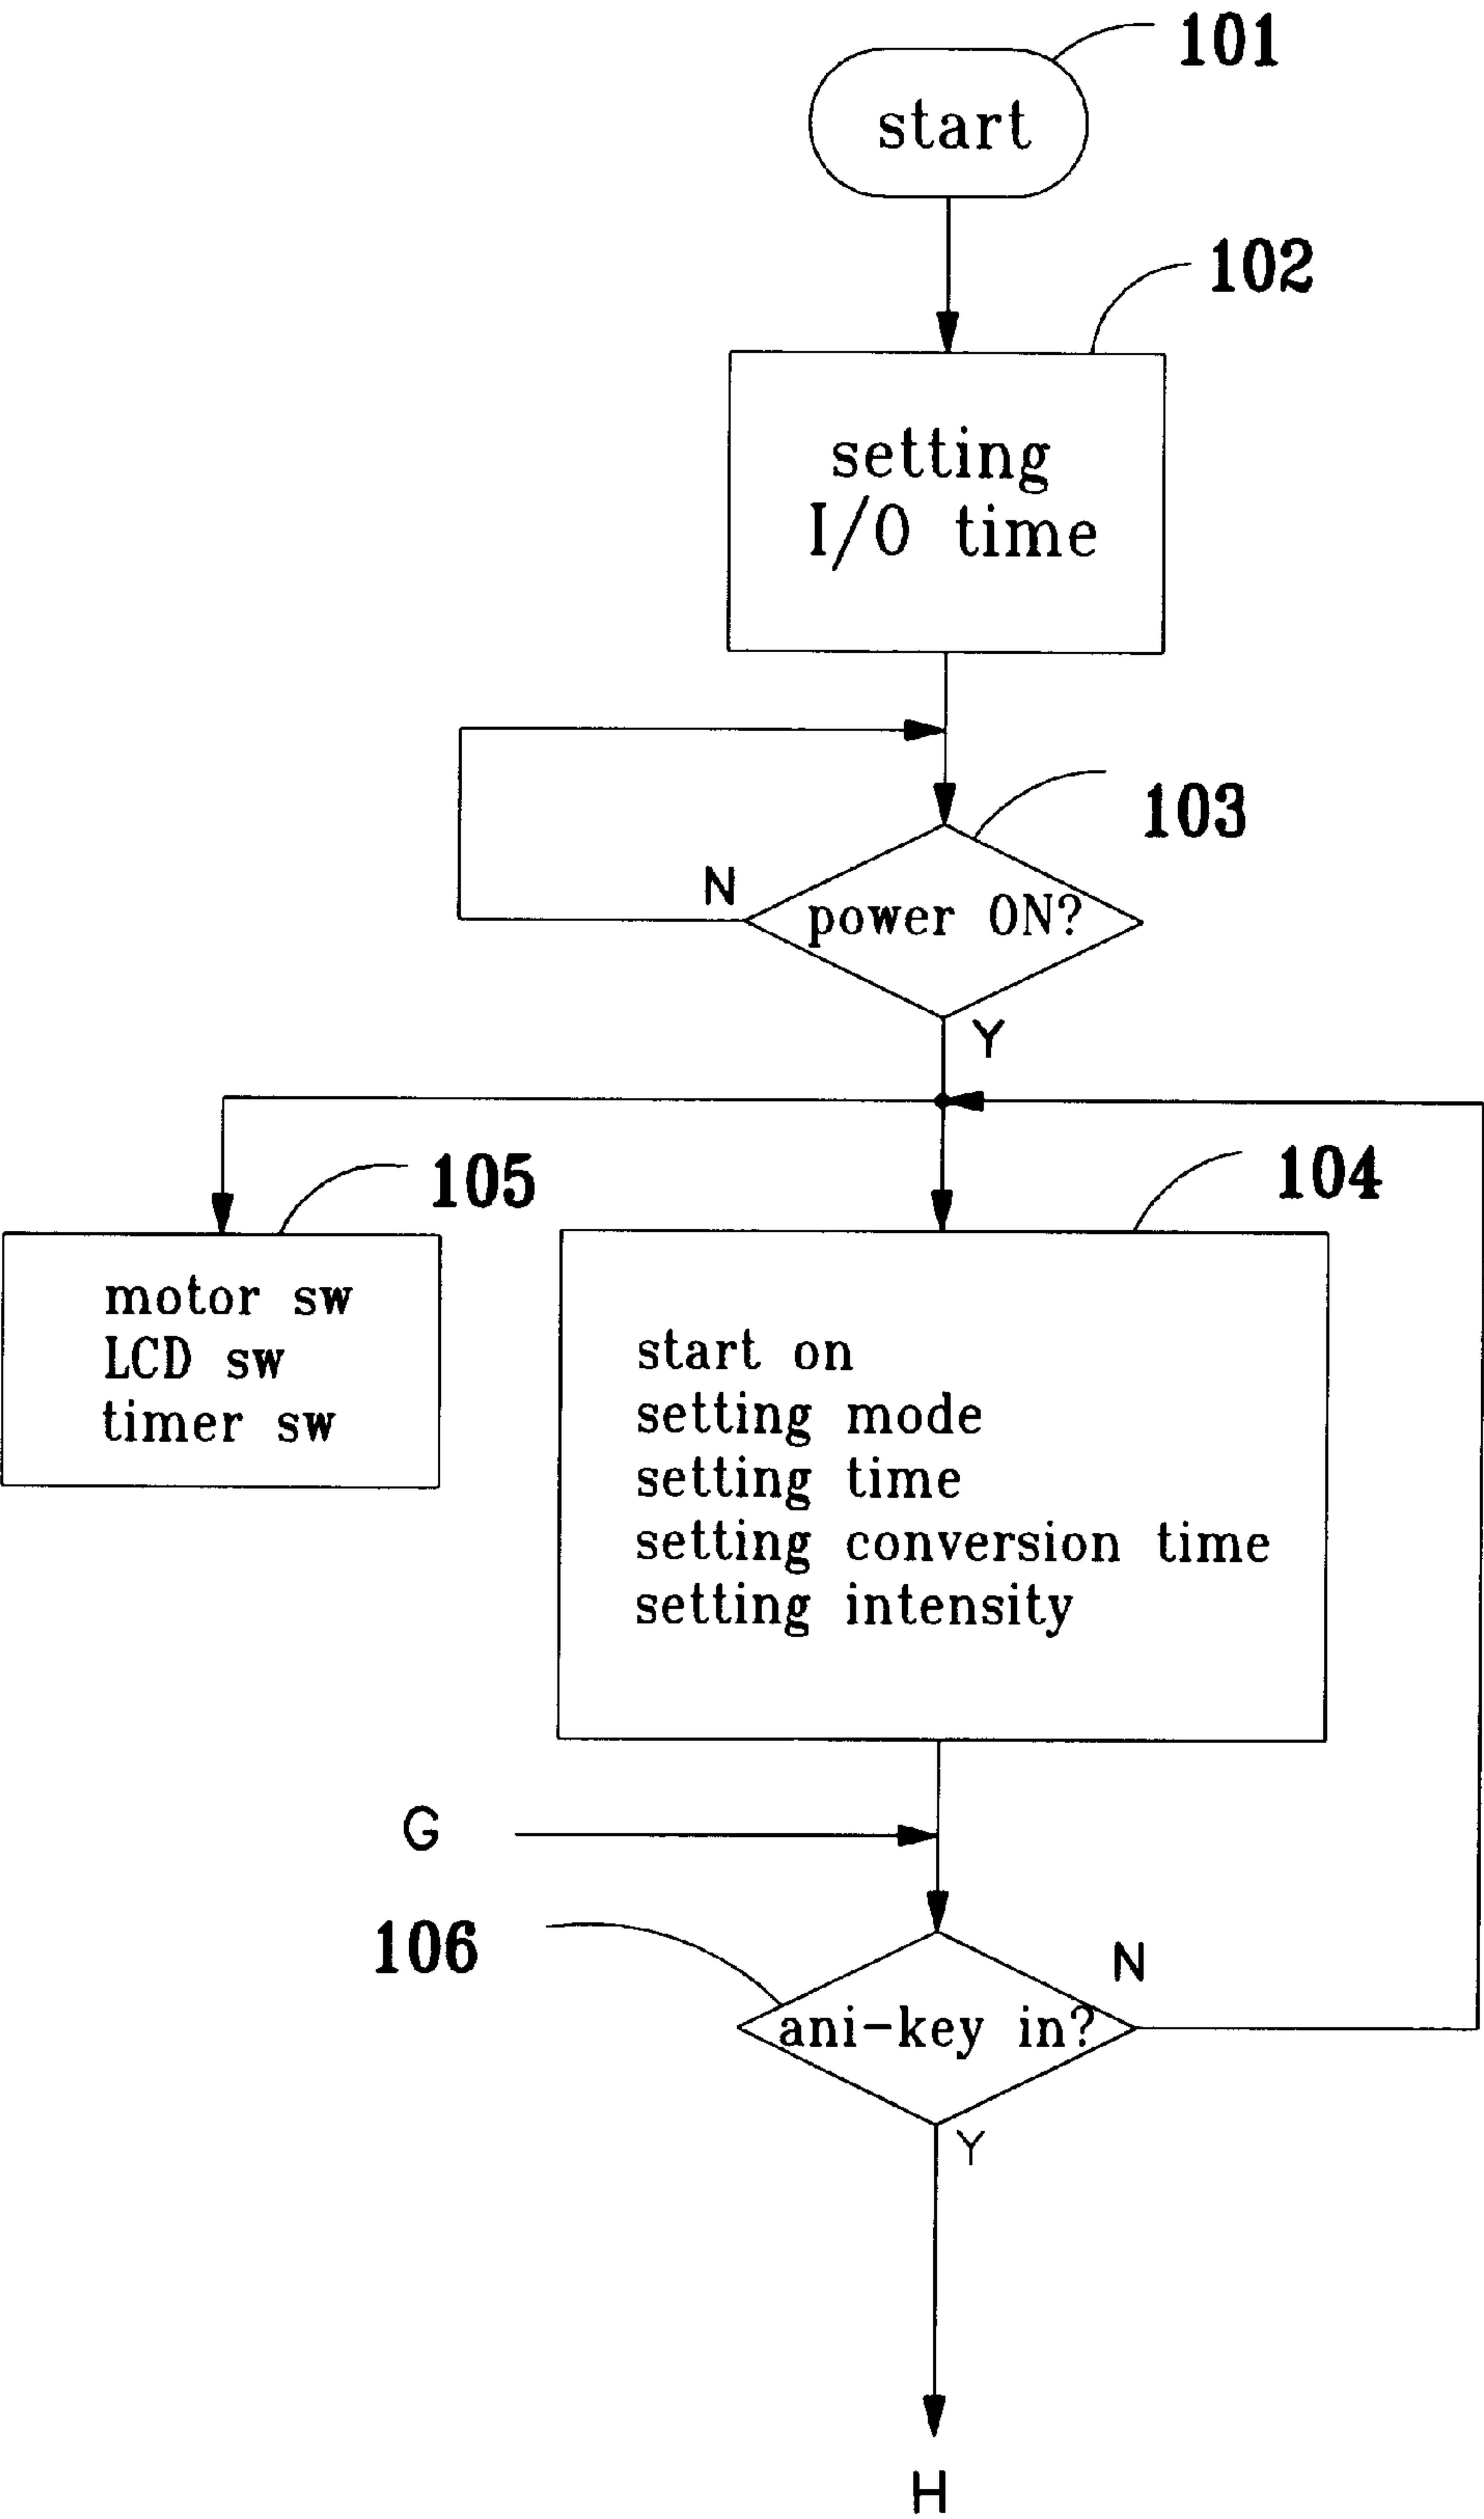 101
start
102
setting
I/O time
103
N
power ON?
Y
105
104
motor sw
LCD sw
timer sw
start on
setting mode
setting time
setting conversion time
setting intensity
G
106
N
ani-key in?
Y
H